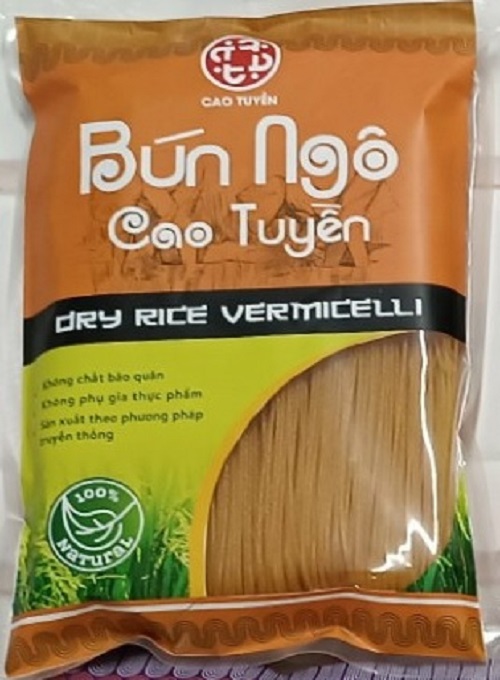 CAO TUYỀN
Bún Ngô
Cao Tuyền
DRY RICE VERMICELLI
Không chất bảo quản
Không phụ gia thực phẩm
Sản xuất theo phương pháp
truyền thống
100%
Natural